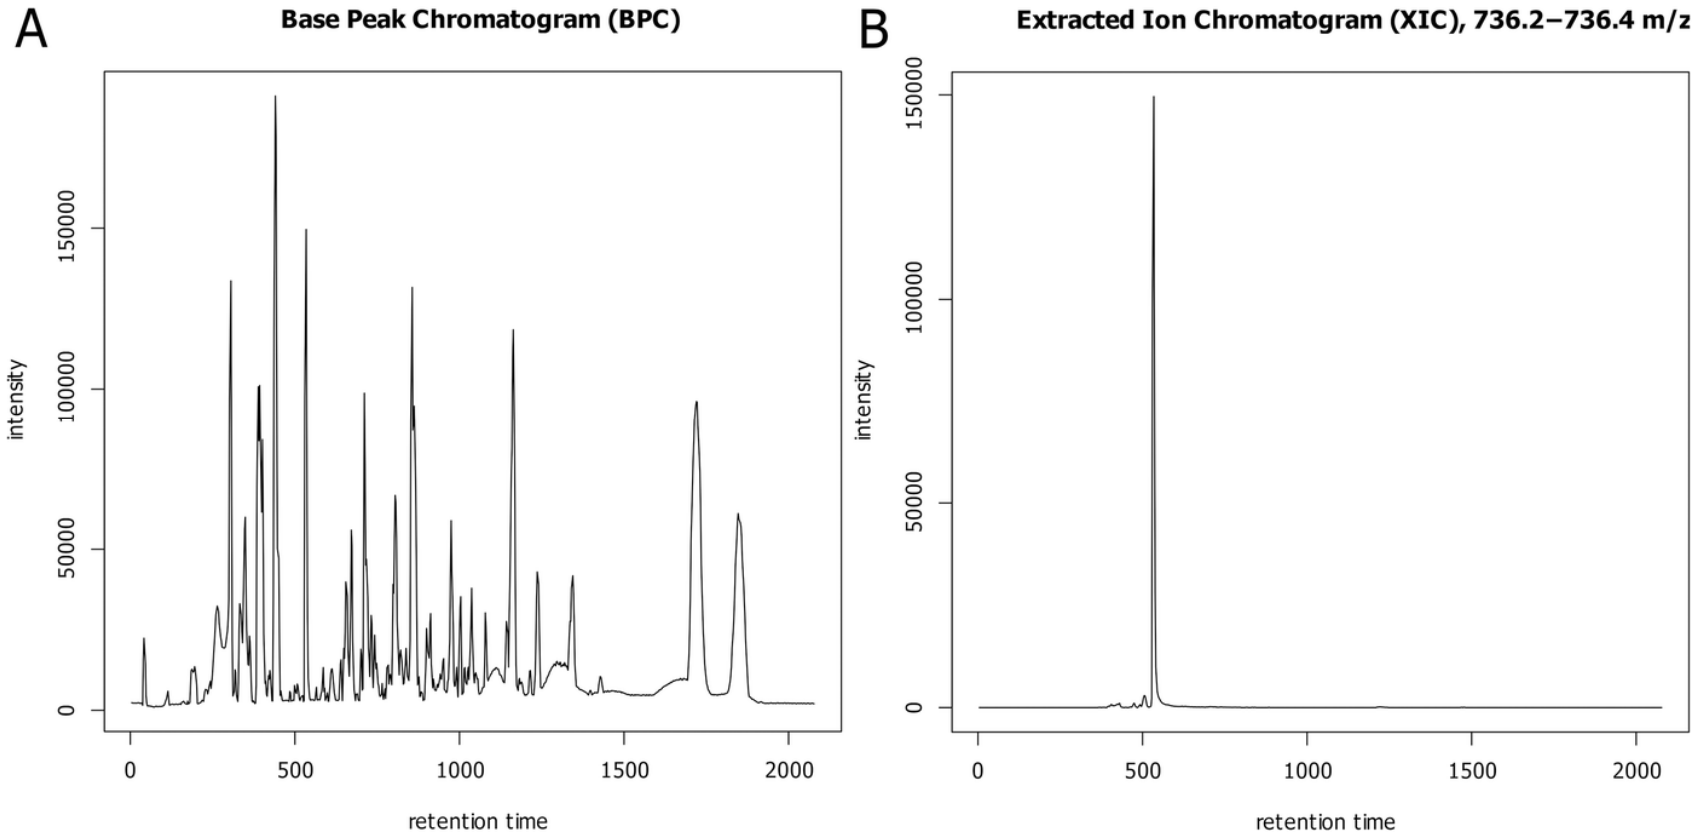 A
Base Peak Chromatogram (BPC)
intensity
150000
100000
50000
0
0 500 1000 1500 2000
retention time
B
Extracted Ion Chromatogram (XIC), 736.2–736.4 m/z
intensity
150000
100000
50000
0
0 500 1000 1500 2000
retention time